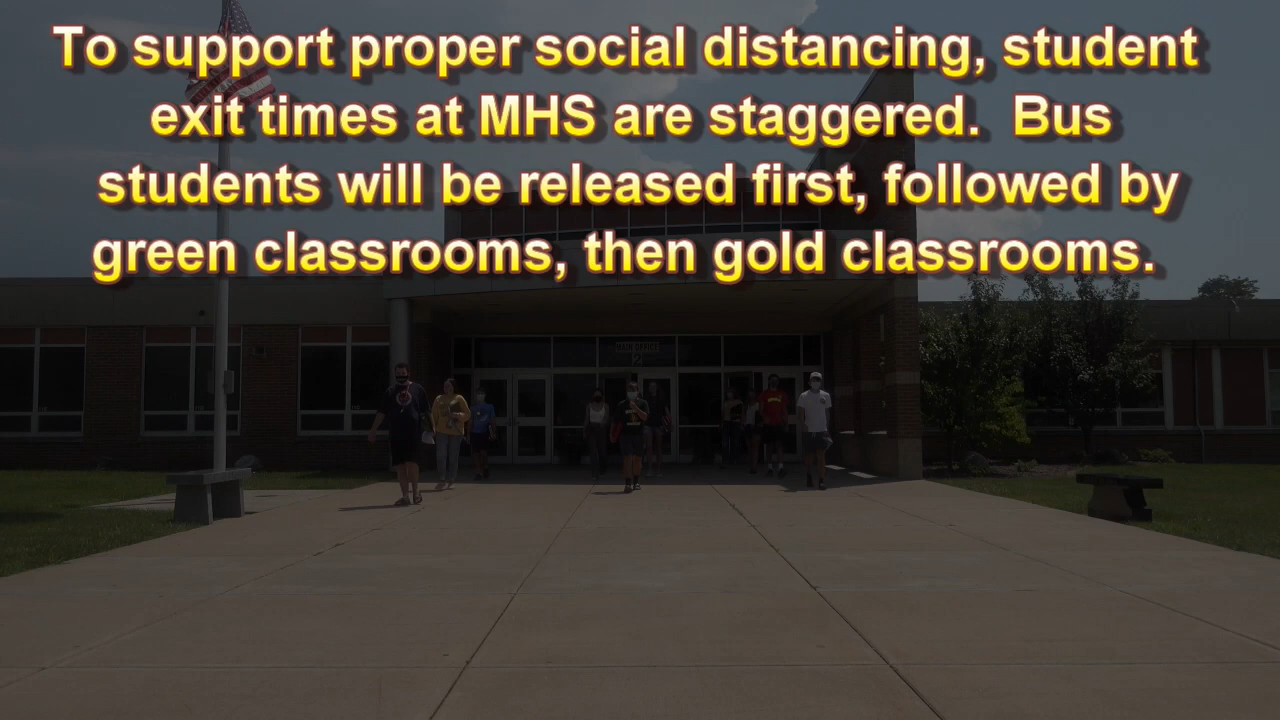 To support proper social distancing, student
exit times at MHS are staggered.  Bus
students will be released first, followed by
green classrooms, then gold classrooms.